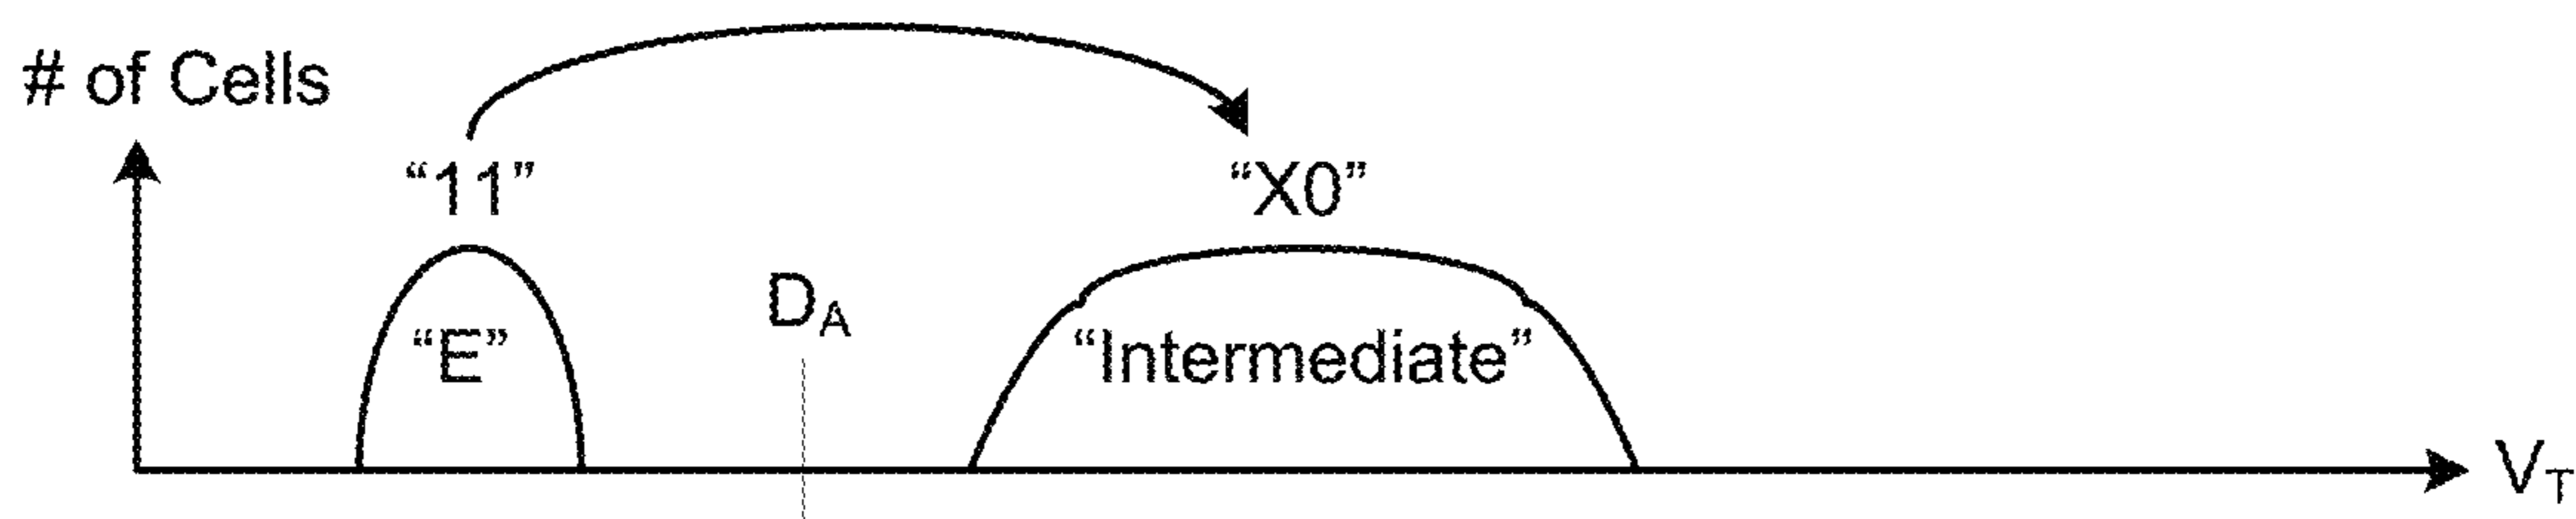 # of Cells
“11”
“X0”
D_A
“E”
“Intermediate”
V_T